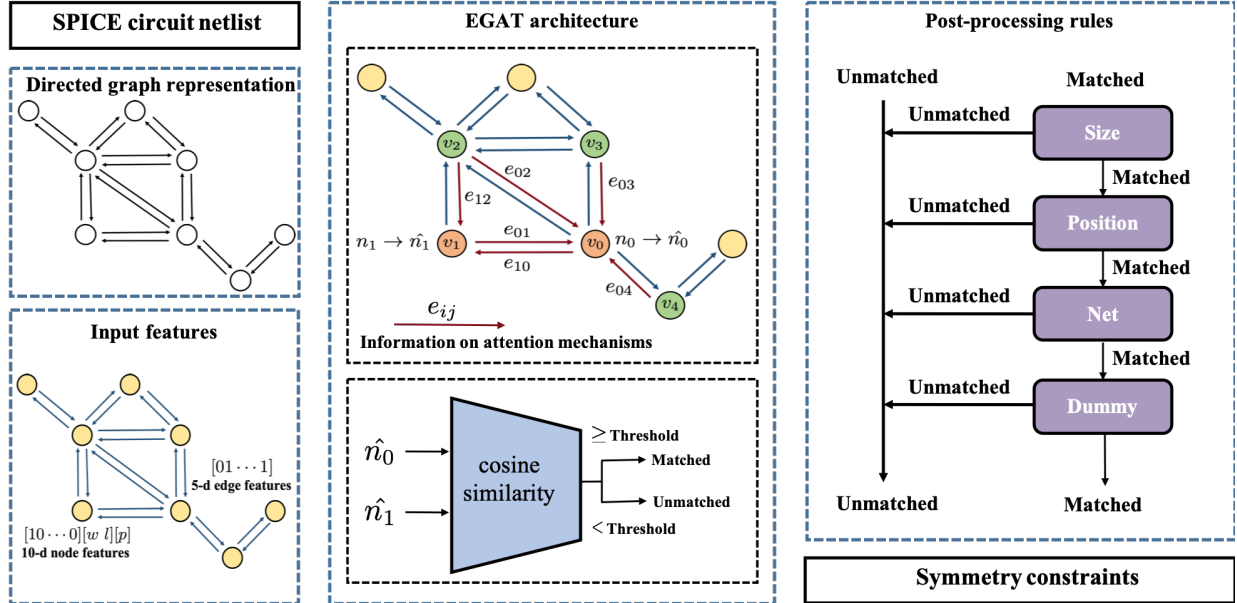 SPICE circuit netlist
Directed graph representation
Input features
[01 ⋯ 1]
5-d edge features
[10 ⋯ 0][w l][p]
10-d node features
EGAT architecture
v₂
v₃
e₀₂
e₀₃
e₁₂
n₁ → n̂₁
v₁
e₀₁
v₀
n₀ → n̂₀
e₁₀
e₀₄
v₄
eᵢⱼ
Information on attention mechanisms
n̂₀
n̂₁
cosine
similarity
≥ Threshold
Matched
Unmatched
< Threshold
Post-processing rules
Unmatched
Matched
Unmatched
Size
Matched
Unmatched
Position
Matched
Unmatched
Net
Matched
Unmatched
Dummy
Unmatched
Matched
Symmetry constraints